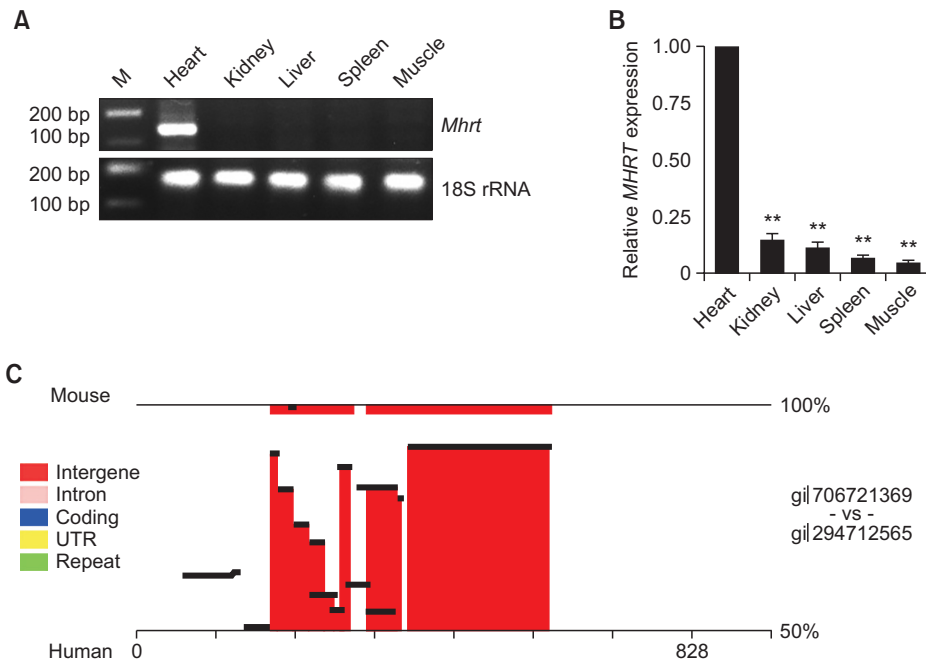 A
M
Heart
Kidney
Liver
Spleen
Muscle
200 bp
100 bp
Mhrt
200 bp
100 bp
18S rRNA
B
Relative MHRT expression
1.00
0.75
0.50
0.25
0
**
**
**
**
Heart
Kidney
Liver
Spleen
Muscle
C
Mouse
100%
Intergene
Intron
Coding
UTR
Repeat
gi|706721369
- vs -
gi|294712565
50%
Human
0
828